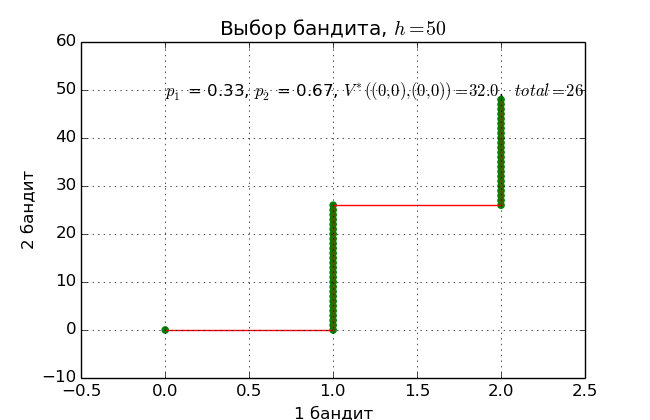 Выбор бандита, h = 50
60
p₁ = 0.33, p₂ = 0.67, V*((0,0),(0,0)) = 32.0, total = 26
50
40
30
20
10
0
−10
2 бандит
−0.5 0.0 0.5 1.0 1.5 2.0 2.5
1 бандит